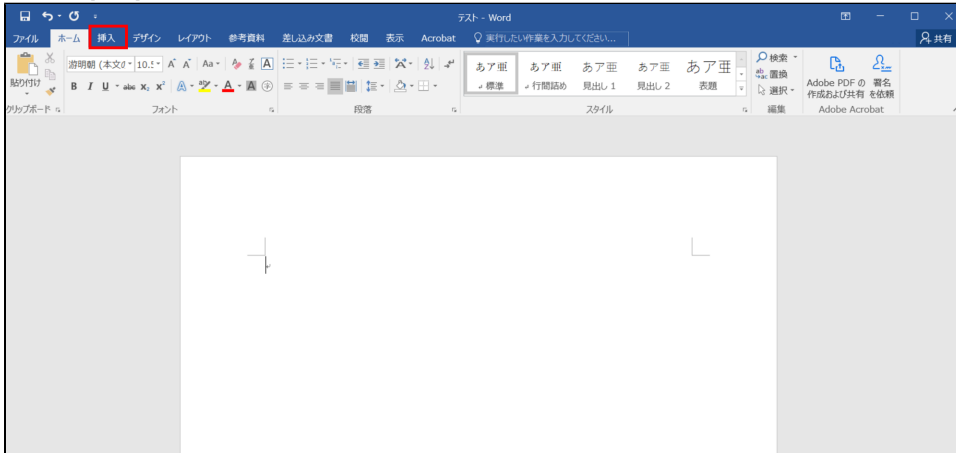 テスト - Word
ファイル ホーム 挿入 デザイン レイアウト 参考資料 差し込み文書 校閲 表示 Acrobat 実行したい作業を入力してください... 共有
貼り付け
游明朝 (本文の 10.5 A A Aa A
B I U abc X₂ X² A aby A A
あア亜 あア亜 あア亜 あア亜 あア亜
標準 行間詰め 見出し 1 見出し 2 表題
検索
置換
選択
Adobe PDF の
作成および共有
署名
を依頼
クリップボード フォント 段落 スタイル 編集 Adobe Acrobat